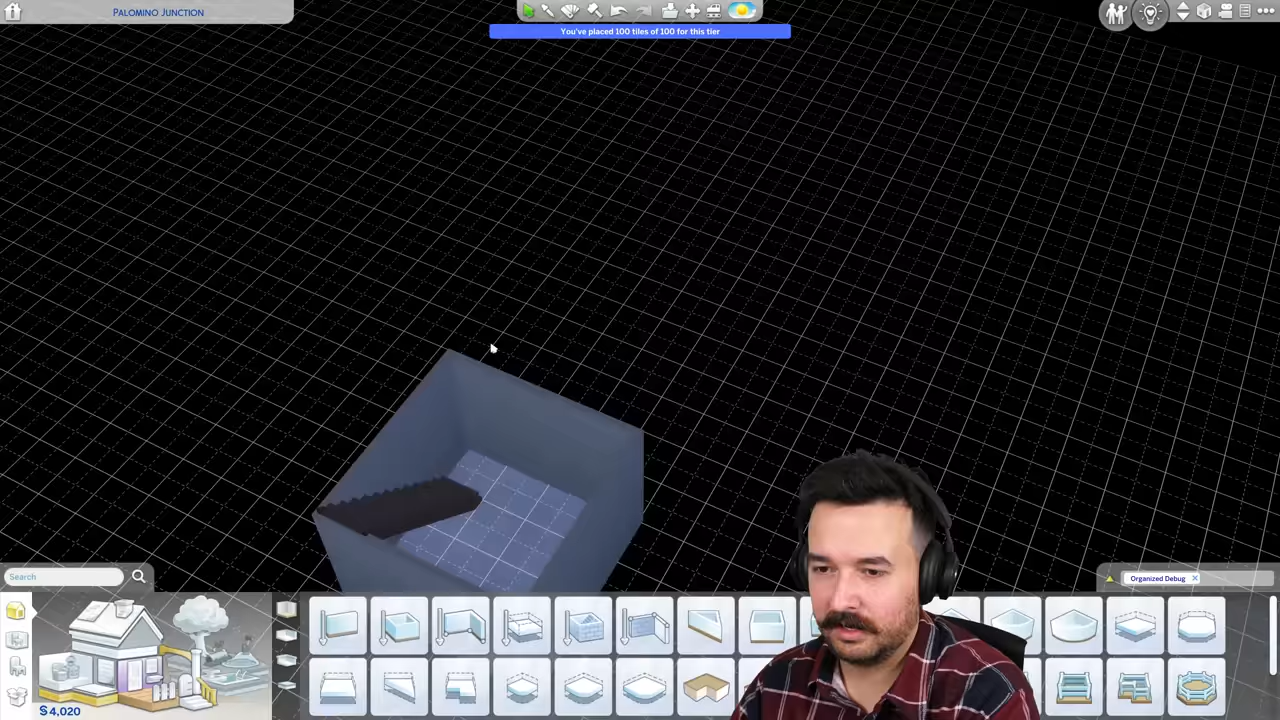 Palomino Junction
You've placed 100 tiles of 100 for this tier
Search
Organized Debug
§4,020